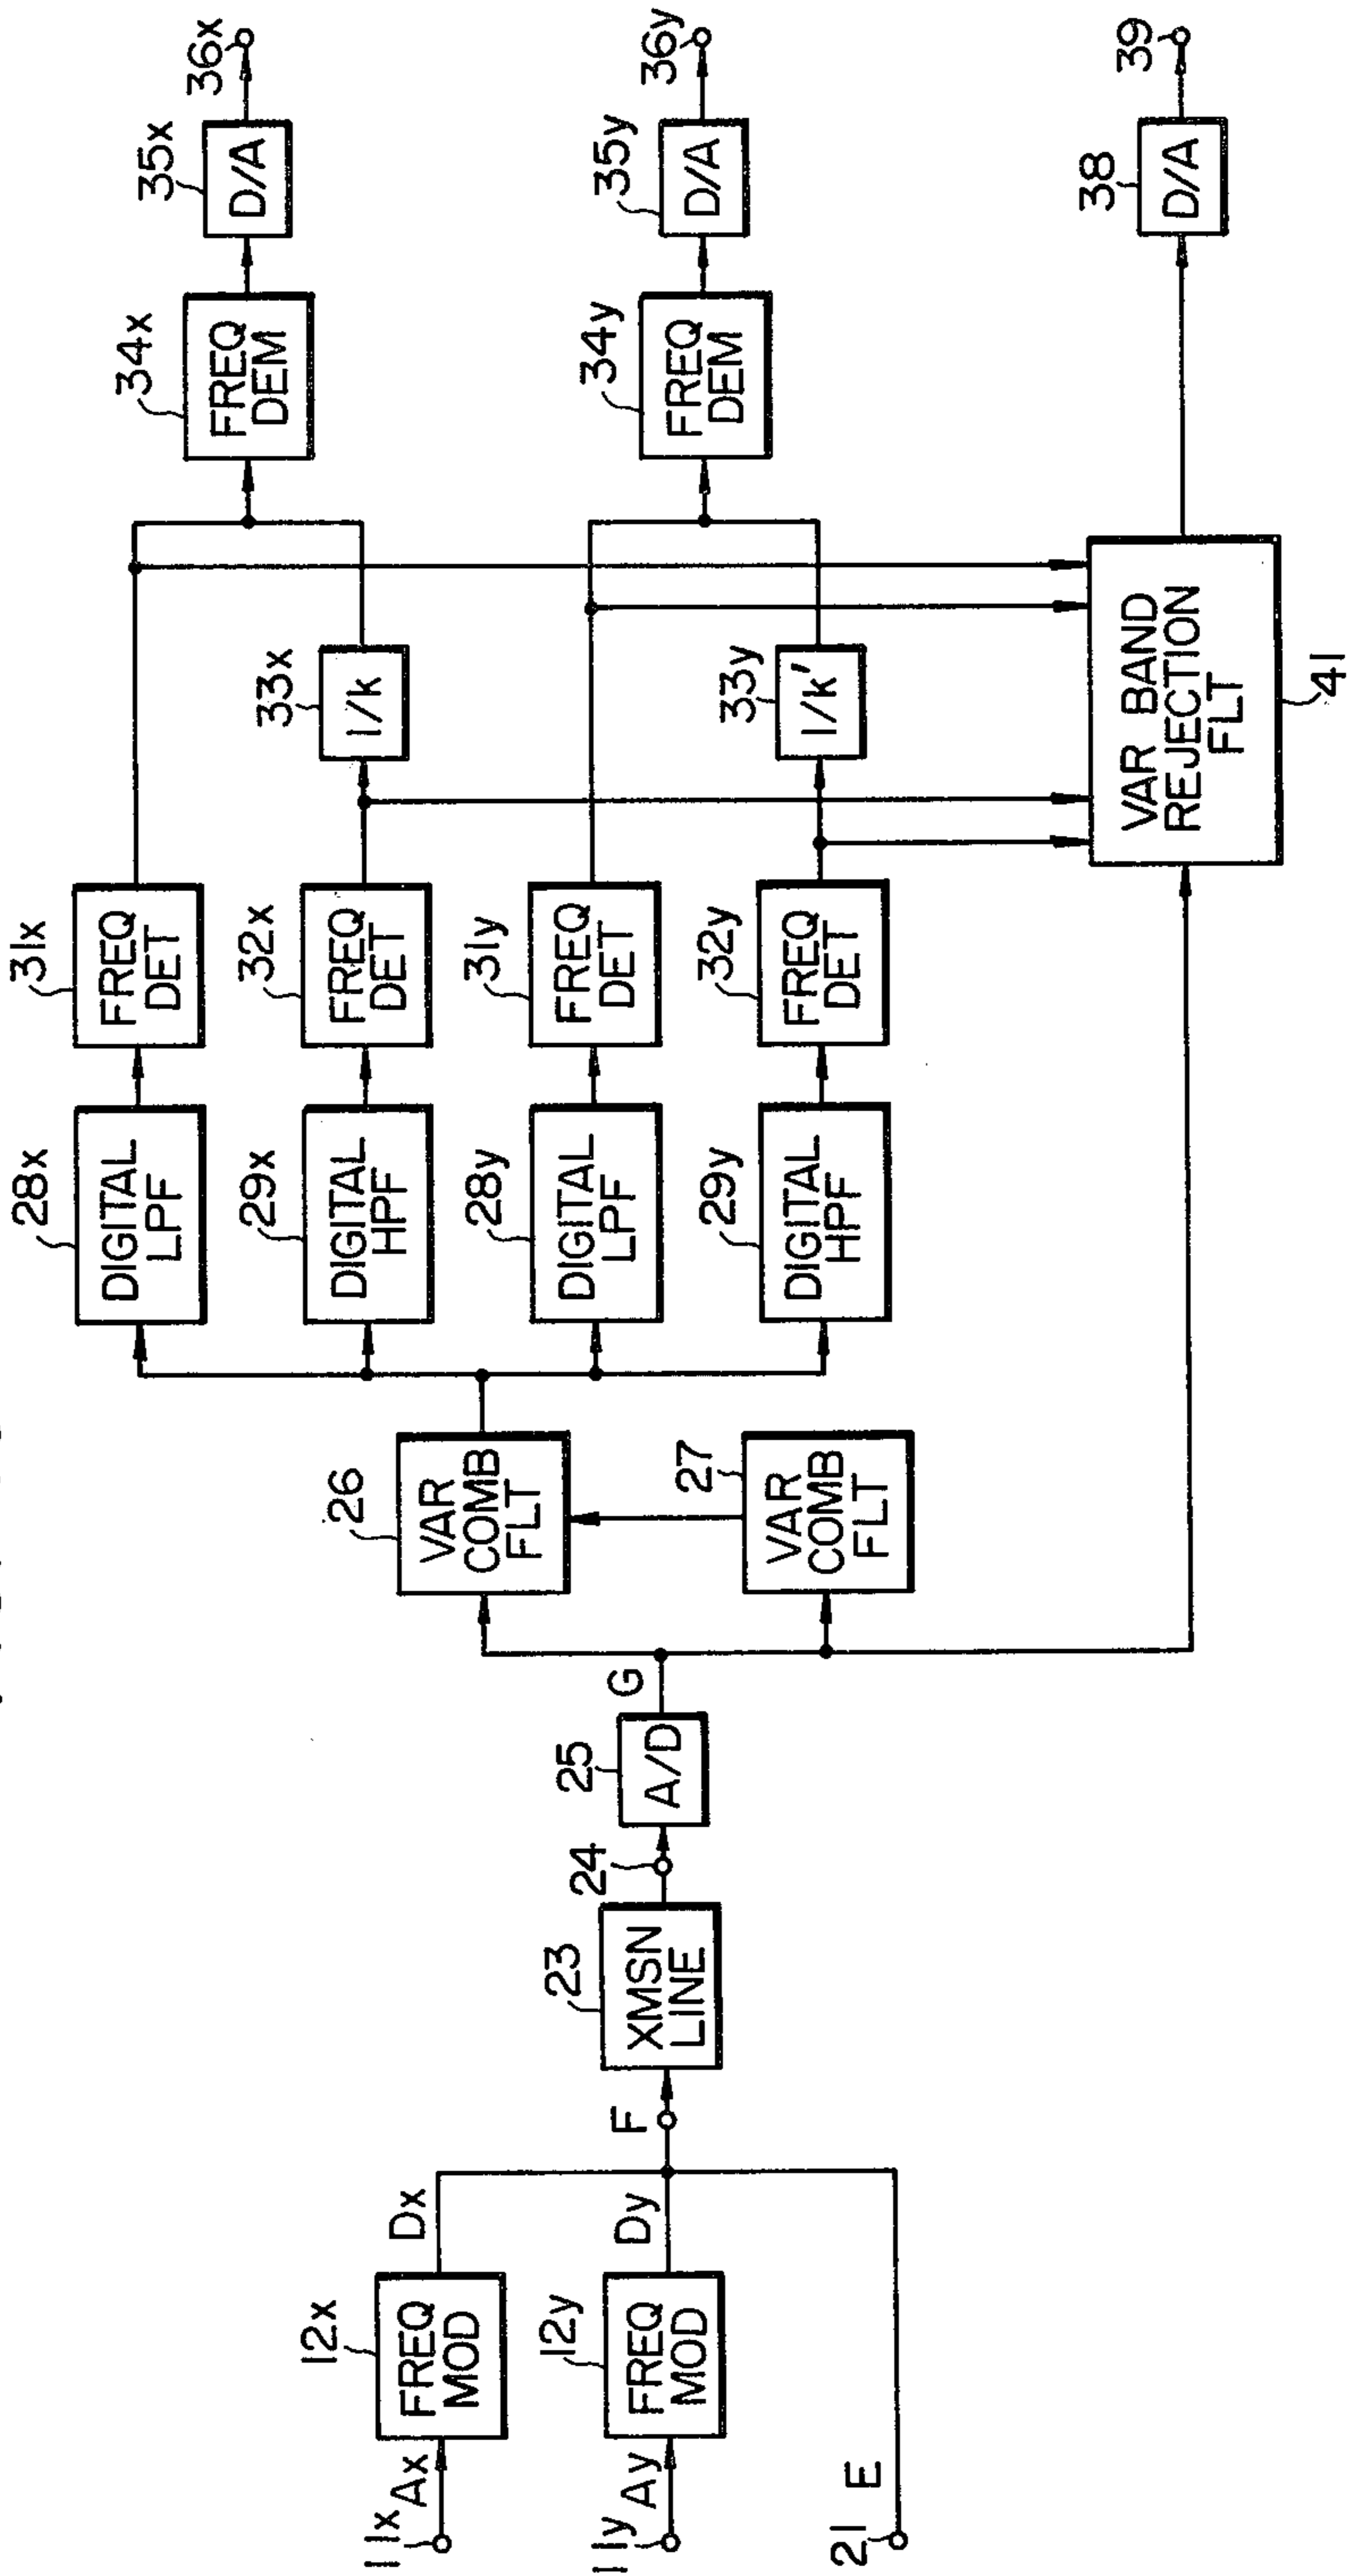 11x
Ax
12x
FREQ
MOD
Dx
11y
Ay
12y
FREQ
MOD
Dy
21
E
F
23
XMSN
LINE
24
25
A/D
G
26
VAR
COMB
FLT
27
VAR
COMB
FLT
28x
DIGITAL
LPF
31x
FREQ
DET
29x
DIGITAL
HPF
32x
FREQ
DET
33x
1/k
34x
FREQ
DEM
35x
D/A
36x
28y
DIGITAL
LPF
31y
FREQ
DET
29y
DIGITAL
HPF
32y
FREQ
DET
33y
1/k'
34y
FREQ
DEM
35y
D/A
36y
VAR BAND
REJECTION
FLT
41
38
D/A
39